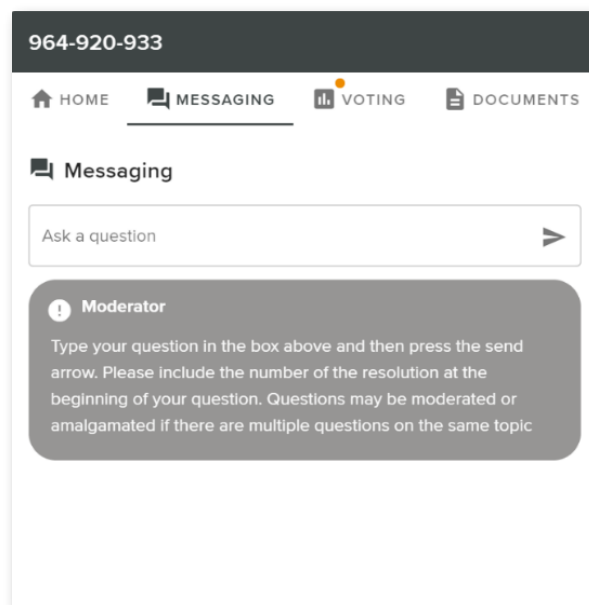 964-920-933
HOME MESSAGING VOTING DOCUMENTS
Messaging
Ask a question
Moderator
Type your question in the box above and then press the send
arrow. Please include the number of the resolution at the
beginning of your question. Questions may be moderated or
amalgamated if there are multiple questions on the same topic